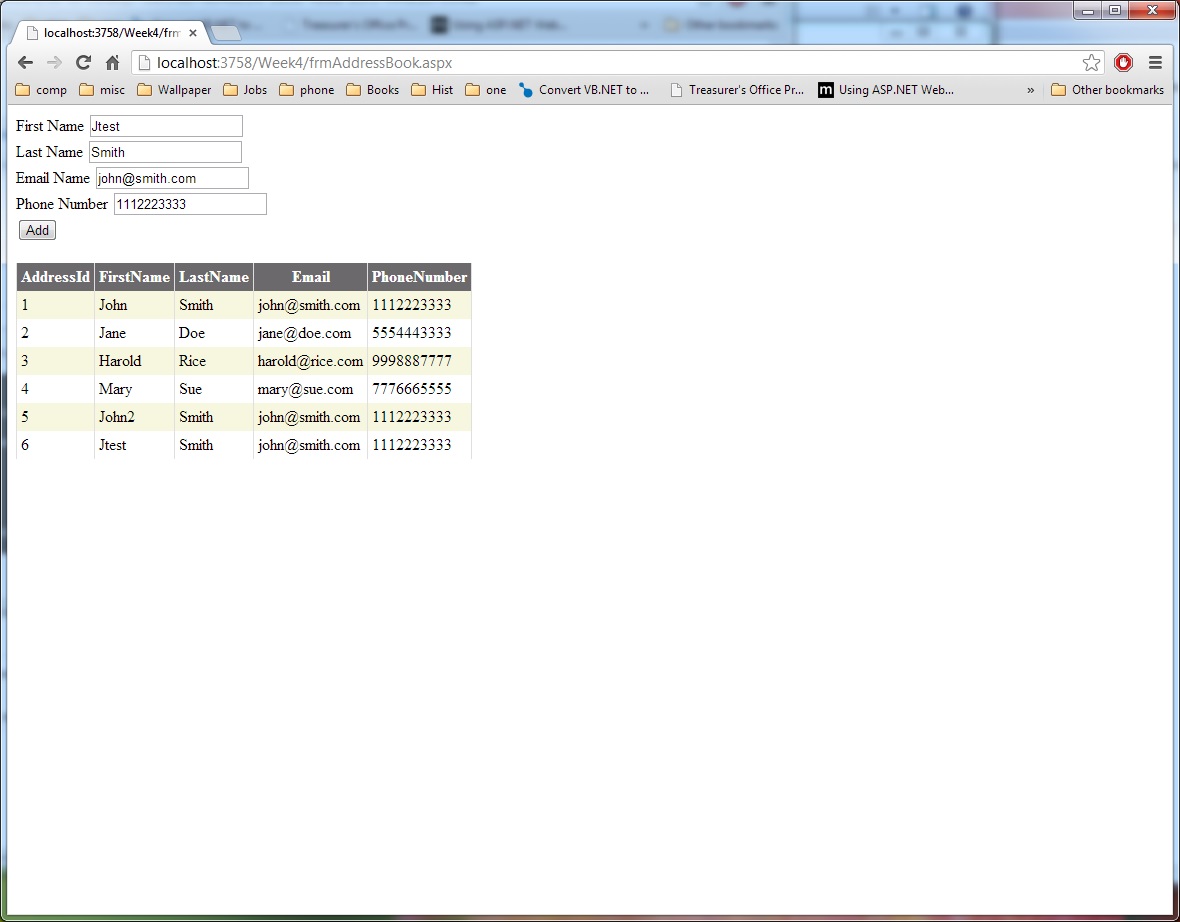 localhost:3758/Week4/frm
localhost:3758/Week4/frmAddressBook.aspx
comp misc Wallpaper Jobs phone Books Hist one Convert VB.NET to ... Treasurer's Office Pr... m Using ASP.NET Web... » Other bookmarks
First Name Jtest
Last Name Smith
Email Name john@smith.com
Phone Number 1112223333
Add
AddressId FirstName LastName Email PhoneNumber
1 John Smith john@smith.com 1112223333
2 Jane Doe jane@doe.com 5554443333
3 Harold Rice harold@rice.com 9998887777
4 Mary Sue mary@sue.com 7776665555
5 John2 Smith john@smith.com 1112223333
6 Jtest Smith john@smith.com 1112223333